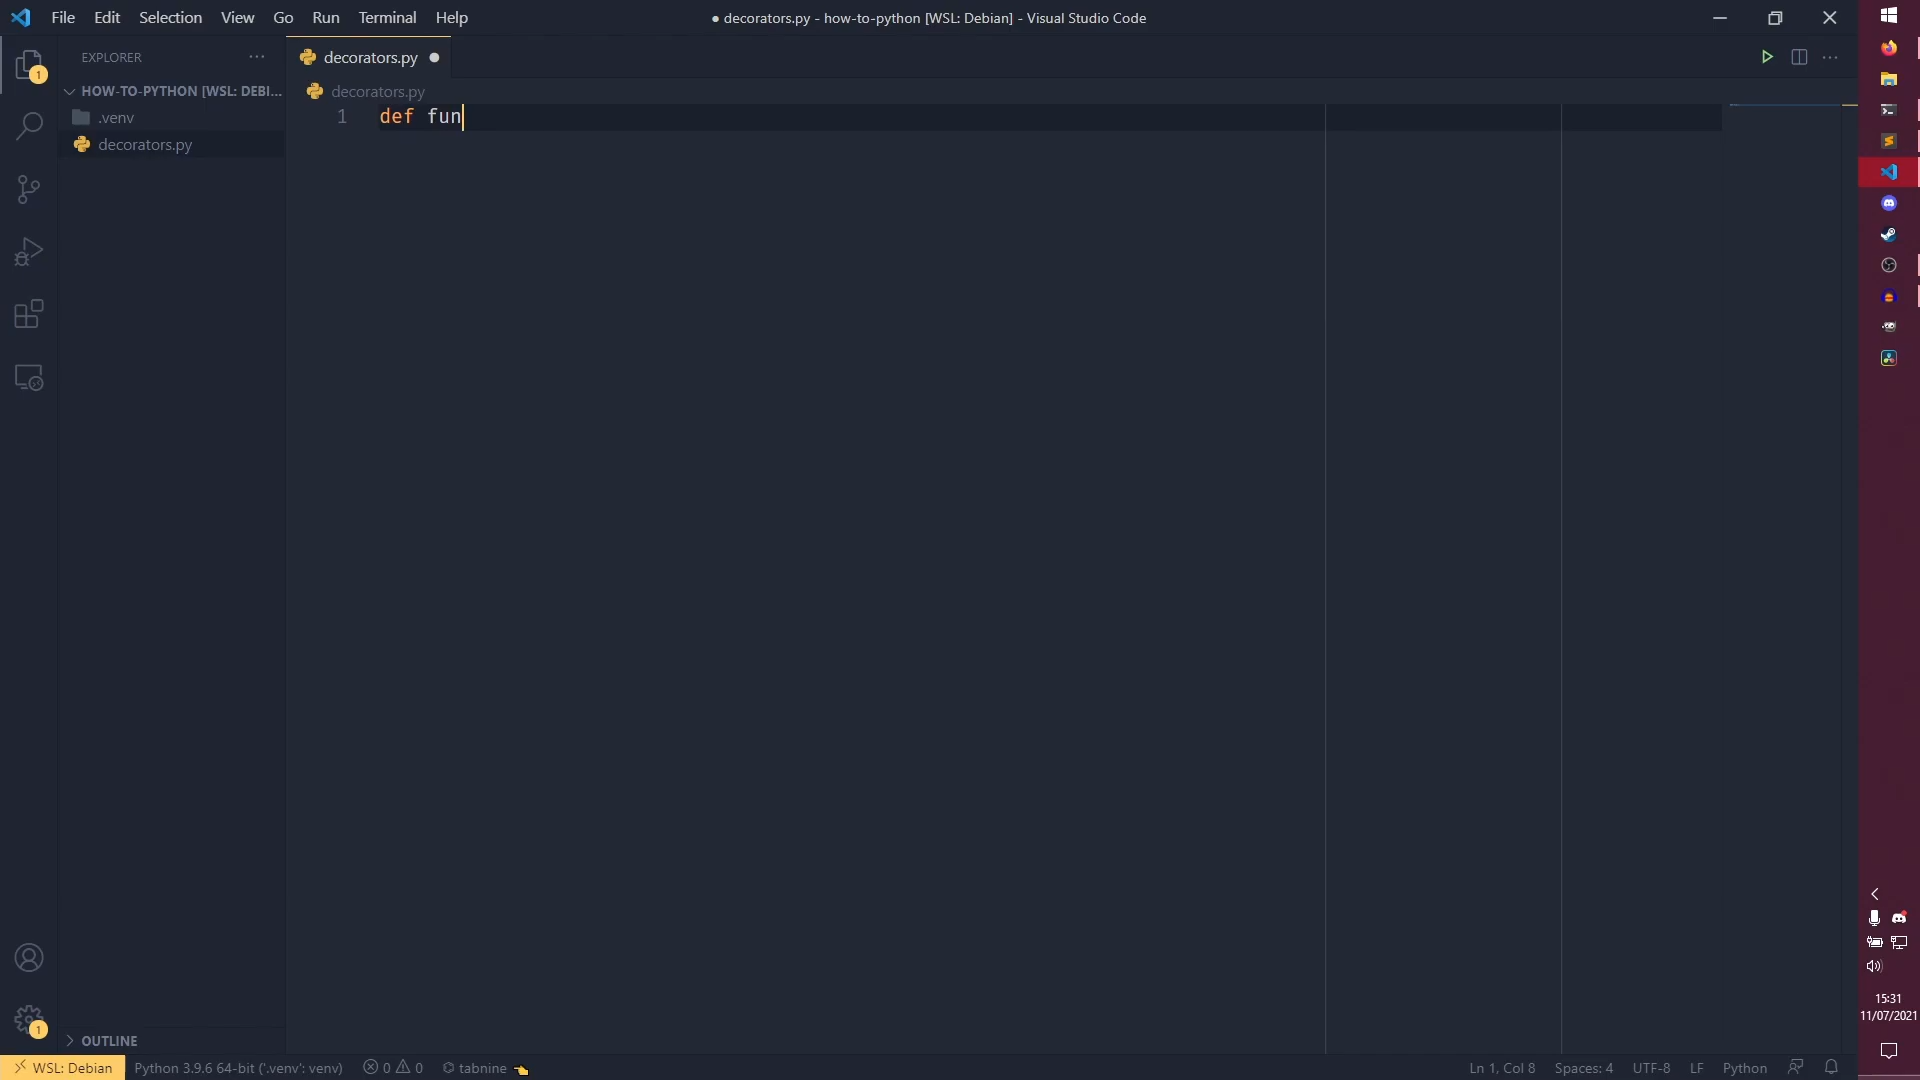 File Edit Selection View Go Run Terminal Help
● decorators.py - how-to-python [WSL: Debian] - Visual Studio Code
EXPLORER
decorators.py
HOW-TO-PYTHON [WSL: DEBI...
decorators.py
.venv
1 def fun
decorators.py
1
1
OUTLINE
15:31
11/07/2021
WSL: Debian Python 3.9.6 64-bit ('.venv': venv) 0 0 tabnine Ln 1, Col 8 Spaces: 4 UTF-8 LF Python